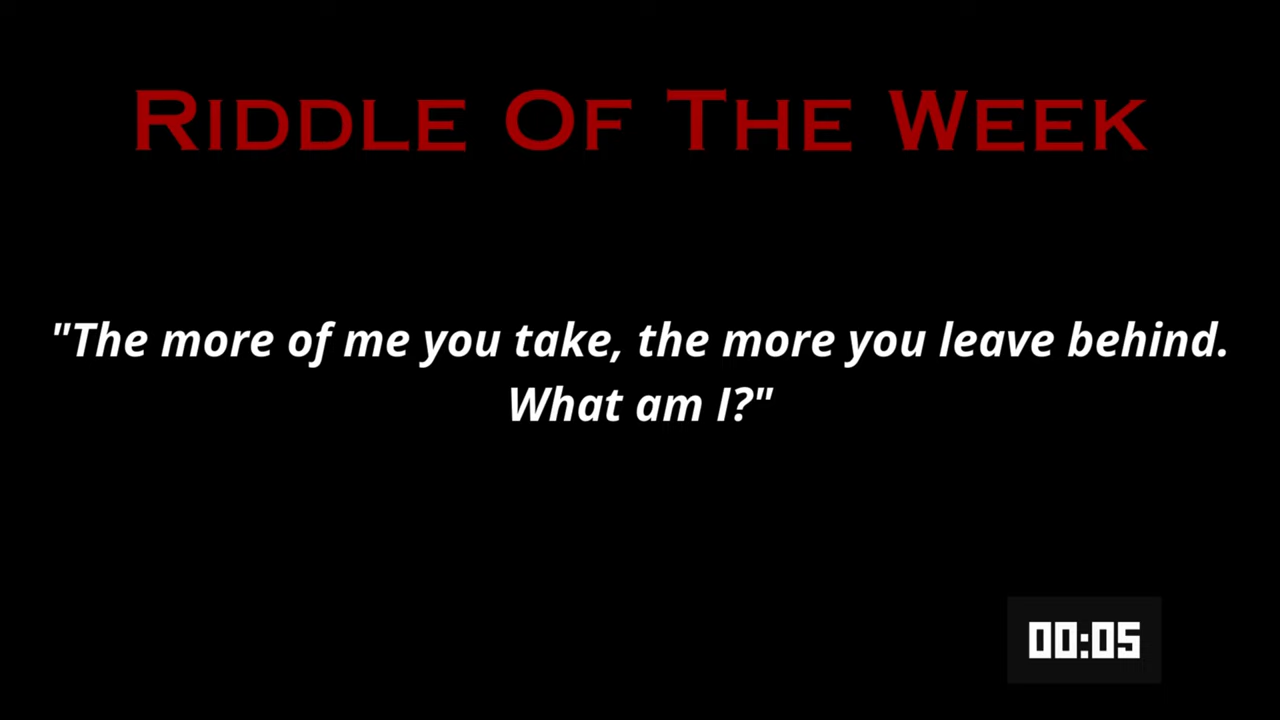 Riddle Of The Week
"The more of me you take, the more you leave behind.
What am I?"
00:05